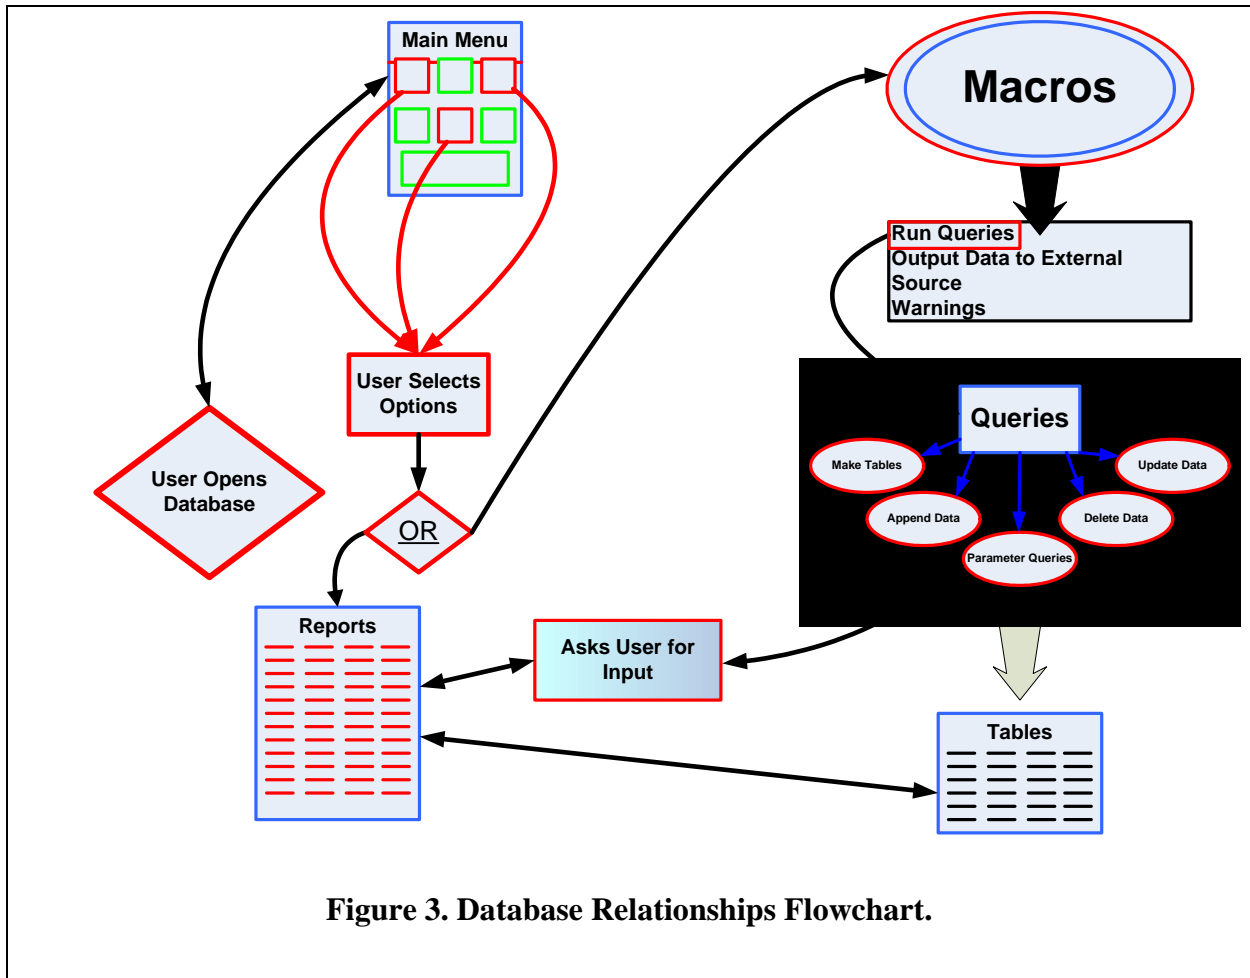 Main Menu
Macros
Run Queries
Output Data to External
Source
Warnings
User Selects
Options
Queries
Make Tables
Update Data
Append Data
Delete Data
Parameter Queries
User Opens
Database
OR
Reports
Asks User for
Input
Tables
Figure 3. Database Relationships Flowchart.